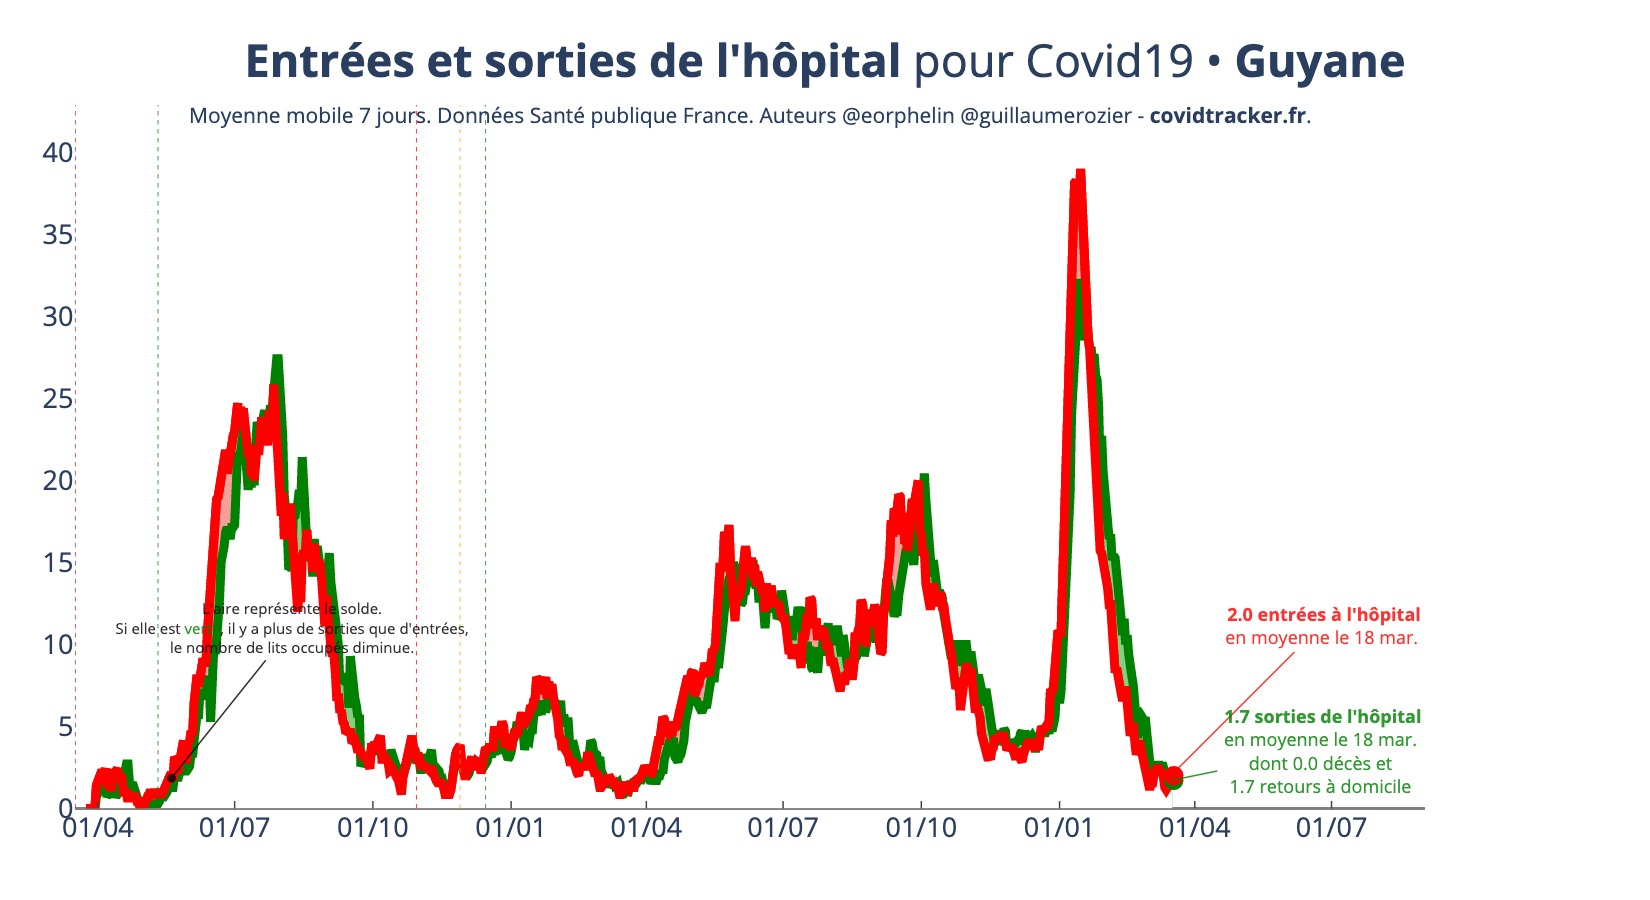 Entrées et sorties de l'hôpital pour Covid19 • Guyane
Moyenne mobile 7 jours. Données Santé publique France. Auteurs @eorphelin @guillaumerozier - covidtracker.fr.
40
35
30
25
20
15
10
5
0
L'aire représente le solde.
Si elle est verte, il y a plus de sorties que d'entrées,
le nombre de lits occupés diminue.
2.0 entrées à l'hôpital
en moyenne le 18 mar.
1.7 sorties de l'hôpital
en moyenne le 18 mar.
dont 0.0 décès et
1.7 retours à domicile
01/04 01/07 01/10 01/01 01/04 01/07 01/10 01/01 01/04 01/07